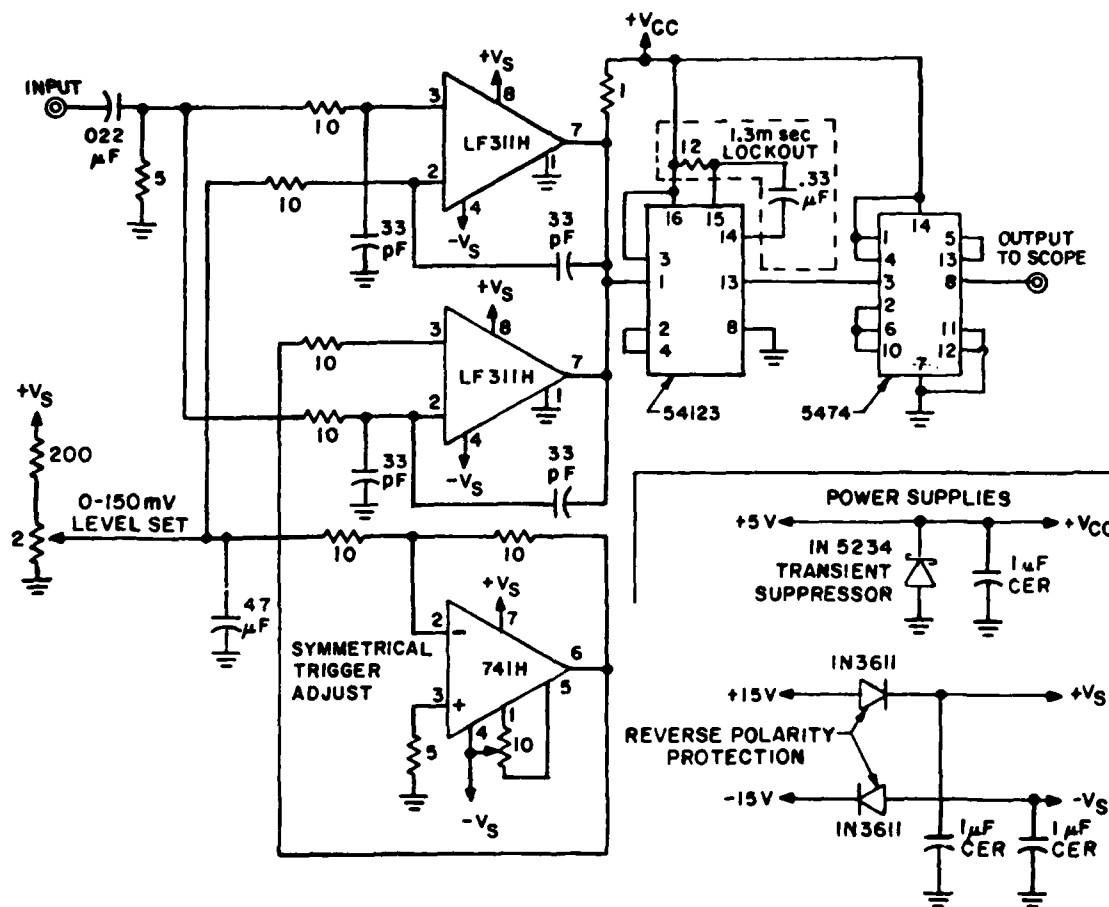 +VCC
INPUT
.022
µF
5
10
10
33
pF
3
2
+VS
8
LF311H
7
1
4
-VS
33
pF
1
12
1.3m sec
LOCKOUT
.33
µF
16
15
14
3
1
13
2
4
8
54123
14
1
4
3
2
6
10
5
13
8
11
12
7
5474
OUTPUT
TO SCOPE
10
10
33
pF
3
2
+VS
8
LF311H
7
1
4
-VS
33
pF
+VS
200
2
0-150mV
LEVEL SET
47
µF
10
10
SYMMETRICAL
TRIGGER
ADJUST
+VS
7
2
-
741H
6
5
3
+
4
1
10
5
-VS
POWER SUPPLIES
+5V
+VCC
IN 5234
TRANSIENT
SUPPRESSOR
1µF
CER
1N3611
+15V
+VS
REVERSE POLARITY
PROTECTION
-15V
-VS
1N3611
1µF
CER
1µF
CER